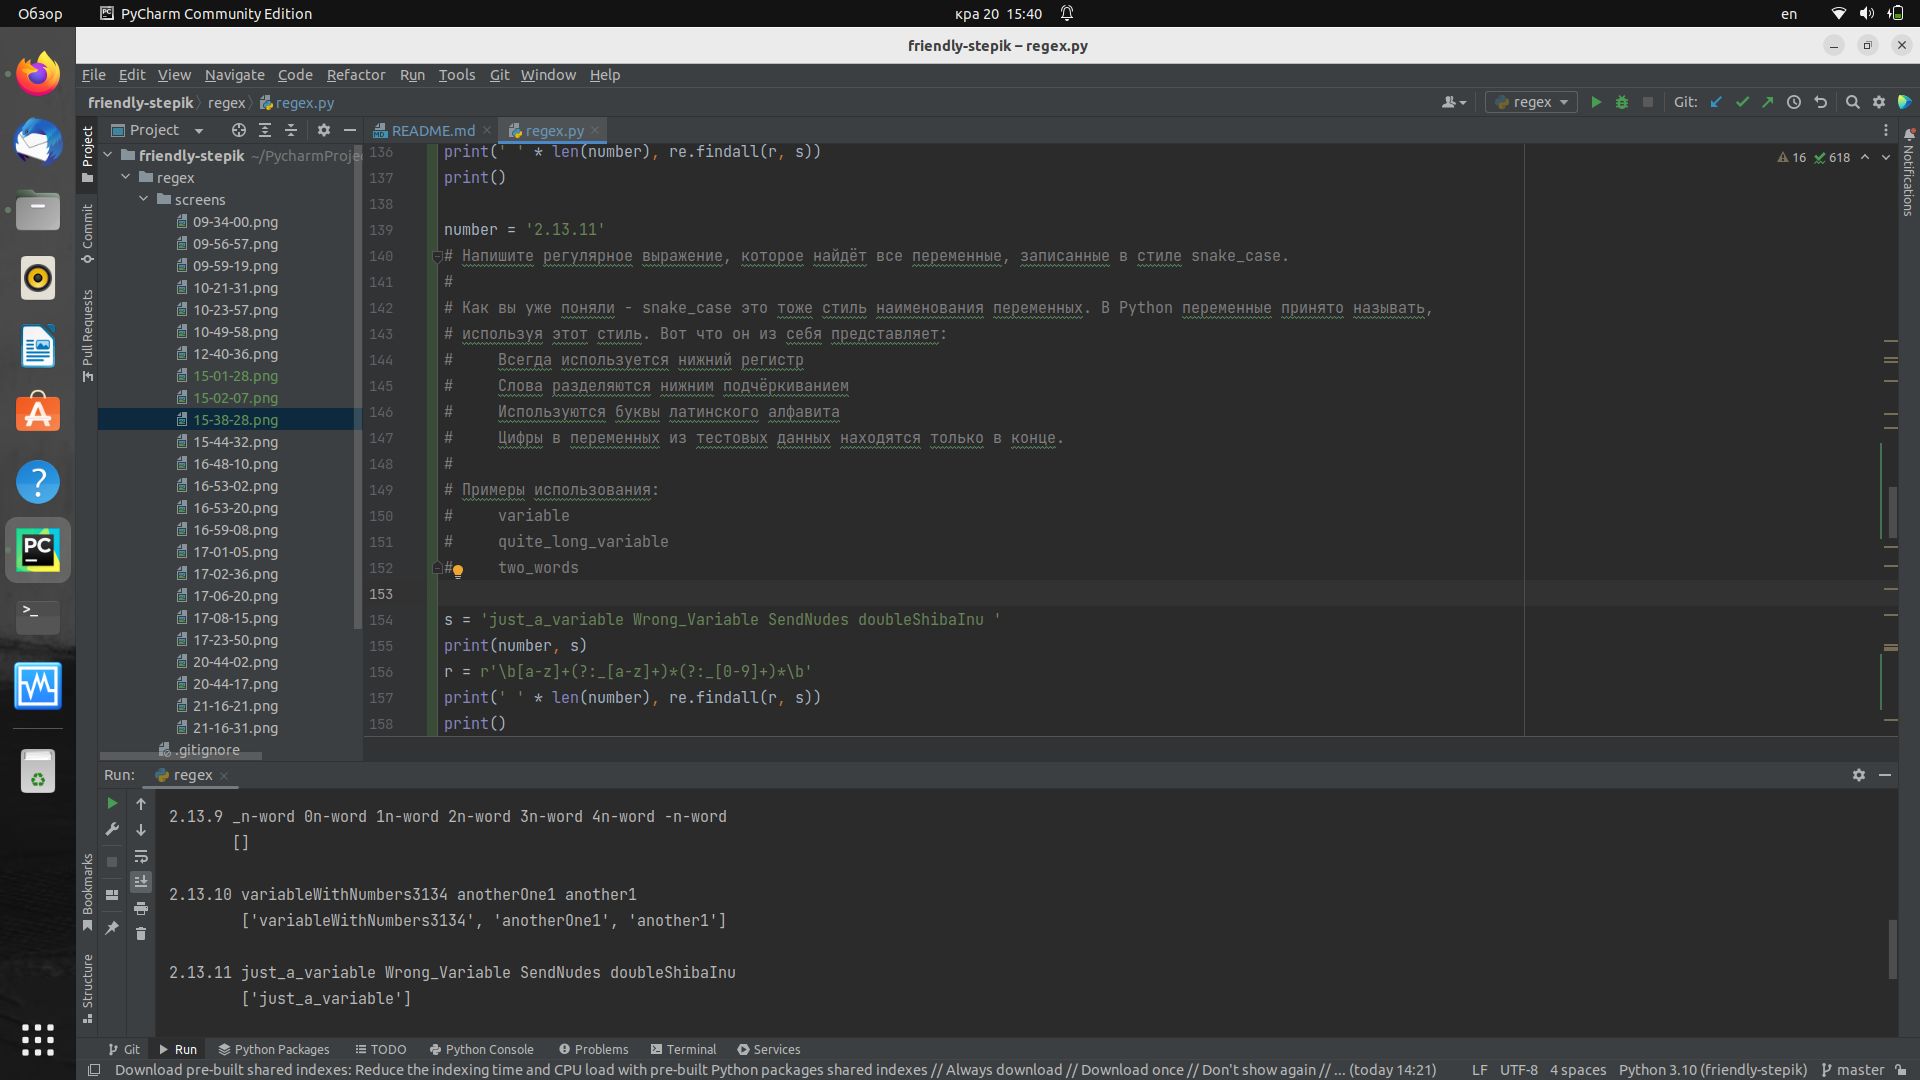 Обзор
PyCharm Community Edition
кра 20 15:40
en
friendly-stepik – regex.py
File Edit View Navigate Code Refactor Run Tools Git Window Help
friendly-stepik regex regex.py
regex
Git:
Project
README.md
regex.py
Project
Commit
Pull Requests
Bookmarks
Structure
Notifications
friendly-stepik ~/PycharmProje
regex
screens
09-34-00.png
09-56-57.png
09-59-19.png
10-21-31.png
10-23-57.png
10-49-58.png
12-40-36.png
15-01-28.png
15-02-07.png
15-38-28.png
15-44-32.png
16-48-10.png
16-53-02.png
16-53-20.png
16-59-08.png
17-01-05.png
17-02-36.png
17-06-20.png
17-08-15.png
17-23-50.png
20-44-02.png
20-44-17.png
21-16-21.png
21-16-31.png
.gitignore
16 618
136 print(' ' * len(number), re.findall(r, s))
137 print()
138
139 number = '2.13.11'
140 # Напишите регулярное выражение, которое найдёт все переменные, записанные в стиле snake_case.
141 #
142 # Как вы уже поняли - snake_case это тоже стиль наименования переменных. В Python переменные принято называть,
143 # используя этот стиль. Вот что он из себя представляет:
144 #     Всегда используется нижний регистр
145 #     Слова разделяются нижним подчёркиванием
146 #     Используются буквы латинского алфавита
147 #     Цифры в переменных из тестовых данных находятся только в конце.
148 #
149 # Примеры использования:
150 #     variable
151 #     quite_long_variable
152 #     two_words
153
154 s = 'just_a_variable Wrong_Variable SendNudes doubleShibaInu '
155 print(number, s)
156 r = r'\b[a-z]+(?:_[a-z]+)*(?:_[0-9]+)*\b'
157 print(' ' * len(number), re.findall(r, s))
158 print()
Run: regex
2.13.9 _n-word 0n-word 1n-word 2n-word 3n-word 4n-word -n-word
[]
2.13.10 variableWithNumbers3134 anotherOne1 another1
['variableWithNumbers3134', 'anotherOne1', 'another1']
2.13.11 just_a_variable Wrong_Variable SendNudes doubleShibaInu
['just_a_variable']
Git Run Python Packages TODO Python Console Problems Terminal Services
Download pre-built shared indexes: Reduce the indexing time and CPU load with pre-built Python packages shared indexes // Always download // Download once // Don't show again // ... (today 14:21)
LF UTF-8 4 spaces Python 3.10 (friendly-stepik) master